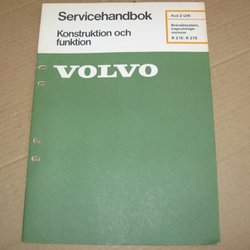 Servicehandbok
Konstruktion och
funktion
Avd 2 (24)
Bränslesystem,
insprutnings-
motorer
B 21E, B 27E
VOLVO